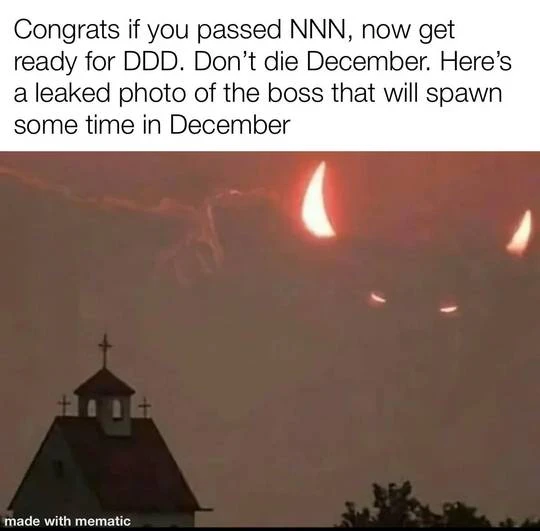 Congrats if you passed NNN, now get
ready for DDD. Don’t die December. Here’s
a leaked photo of the boss that will spawn
some time in December
made with mematic